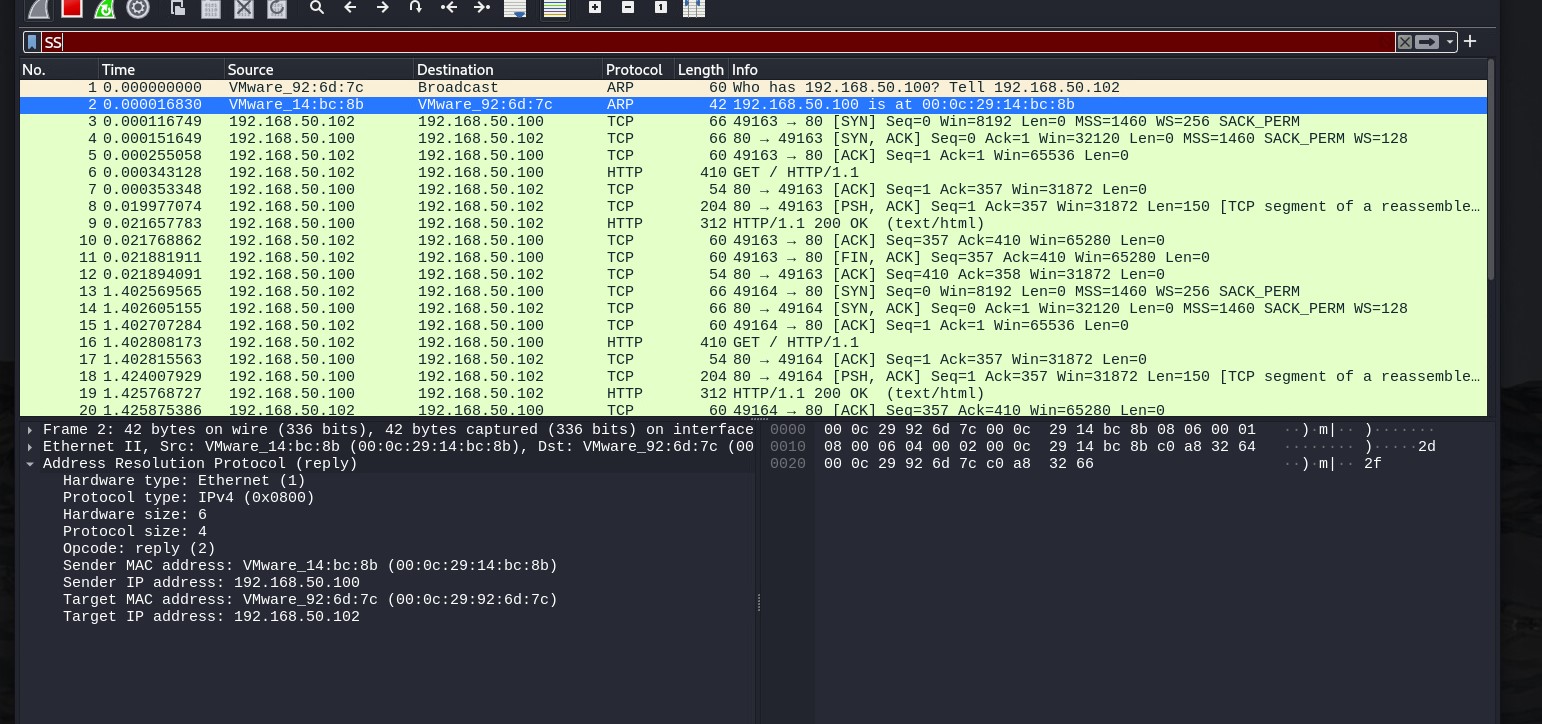 SS
No. Time Source Destination Protocol Length Info
1 0.000000000 VMware_92:6d:7c Broadcast ARP 60 Who has 192.168.50.100? Tell 192.168.50.102
2 0.000016830 VMware_14:bc:8b VMware_92:6d:7c ARP 42 192.168.50.100 is at 00:0c:29:14:bc:8b
3 0.000116749 192.168.50.102 192.168.50.100 TCP 66 49163 → 80 [SYN] Seq=0 Win=8192 Len=0 MSS=1460 WS=256 SACK_PERM
4 0.000151649 192.168.50.100 192.168.50.102 TCP 66 80 → 49163 [SYN, ACK] Seq=0 Ack=1 Win=32120 Len=0 MSS=1460 SACK_PERM WS=128
5 0.000255058 192.168.50.102 192.168.50.100 TCP 60 49163 → 80 [ACK] Seq=1 Ack=1 Win=65536 Len=0
6 0.000343128 192.168.50.102 192.168.50.100 HTTP 410 GET / HTTP/1.1
7 0.000353348 192.168.50.100 192.168.50.102 TCP 54 80 → 49163 [ACK] Seq=1 Ack=357 Win=31872 Len=0
8 0.019977074 192.168.50.100 192.168.50.102 TCP 204 80 → 49163 [PSH, ACK] Seq=1 Ack=357 Win=31872 Len=150 [TCP segment of a reassemble…
9 0.021657783 192.168.50.100 192.168.50.102 HTTP 312 HTTP/1.1 200 OK (text/html)
10 0.021768862 192.168.50.102 192.168.50.100 TCP 60 49163 → 80 [ACK] Seq=357 Ack=410 Win=65280 Len=0
11 0.021881911 192.168.50.102 192.168.50.100 TCP 60 49163 → 80 [FIN, ACK] Seq=357 Ack=410 Win=65280 Len=0
12 0.021894091 192.168.50.100 192.168.50.102 TCP 54 80 → 49163 [ACK] Seq=410 Ack=358 Win=31872 Len=0
13 1.402569565 192.168.50.102 192.168.50.100 TCP 66 49164 → 80 [SYN] Seq=0 Win=8192 Len=0 MSS=1460 WS=256 SACK_PERM
14 1.402605155 192.168.50.100 192.168.50.102 TCP 66 80 → 49164 [SYN, ACK] Seq=0 Ack=1 Win=32120 Len=0 MSS=1460 SACK_PERM WS=128
15 1.402707284 192.168.50.102 192.168.50.100 TCP 60 49164 → 80 [ACK] Seq=1 Ack=1 Win=65536 Len=0
16 1.402808173 192.168.50.102 192.168.50.100 HTTP 410 GET / HTTP/1.1
17 1.402815563 192.168.50.100 192.168.50.102 TCP 54 80 → 49164 [ACK] Seq=1 Ack=357 Win=31872 Len=0
18 1.424007929 192.168.50.100 192.168.50.102 TCP 204 80 → 49164 [PSH, ACK] Seq=1 Ack=357 Win=31872 Len=150 [TCP segment of a reassemble…
19 1.425768727 192.168.50.100 192.168.50.102 HTTP 312 HTTP/1.1 200 OK (text/html)
20 1.425875386 192.168.50.102 192.168.50.100 TCP 60 49164 → 80 [ACK] Seq=357 Ack=410 Win=65280 Len=0
Frame 2: 42 bytes on wire (336 bits), 42 bytes captured (336 bits) on interface
Ethernet II, Src: VMware_14:bc:8b (00:0c:29:14:bc:8b), Dst: VMware_92:6d:7c (00
Address Resolution Protocol (reply)
Hardware type: Ethernet (1)
Protocol type: IPv4 (0x0800)
Hardware size: 6
Protocol size: 4
Opcode: reply (2)
Sender MAC address: VMware_14:bc:8b (00:0c:29:14:bc:8b)
Sender IP address: 192.168.50.100
Target MAC address: VMware_92:6d:7c (00:0c:29:92:6d:7c)
Target IP address: 192.168.50.102
0000 00 0c 29 92 6d 7c 00 0c 29 14 bc 8b 08 06 00 01 ··)·m|·· )·······
0010 08 00 06 04 00 02 00 0c 29 14 bc 8b c0 a8 32 64 ········ )·····2d
0020 00 0c 29 92 6d 7c c0 a8 32 66 ··)·m|·· 2f